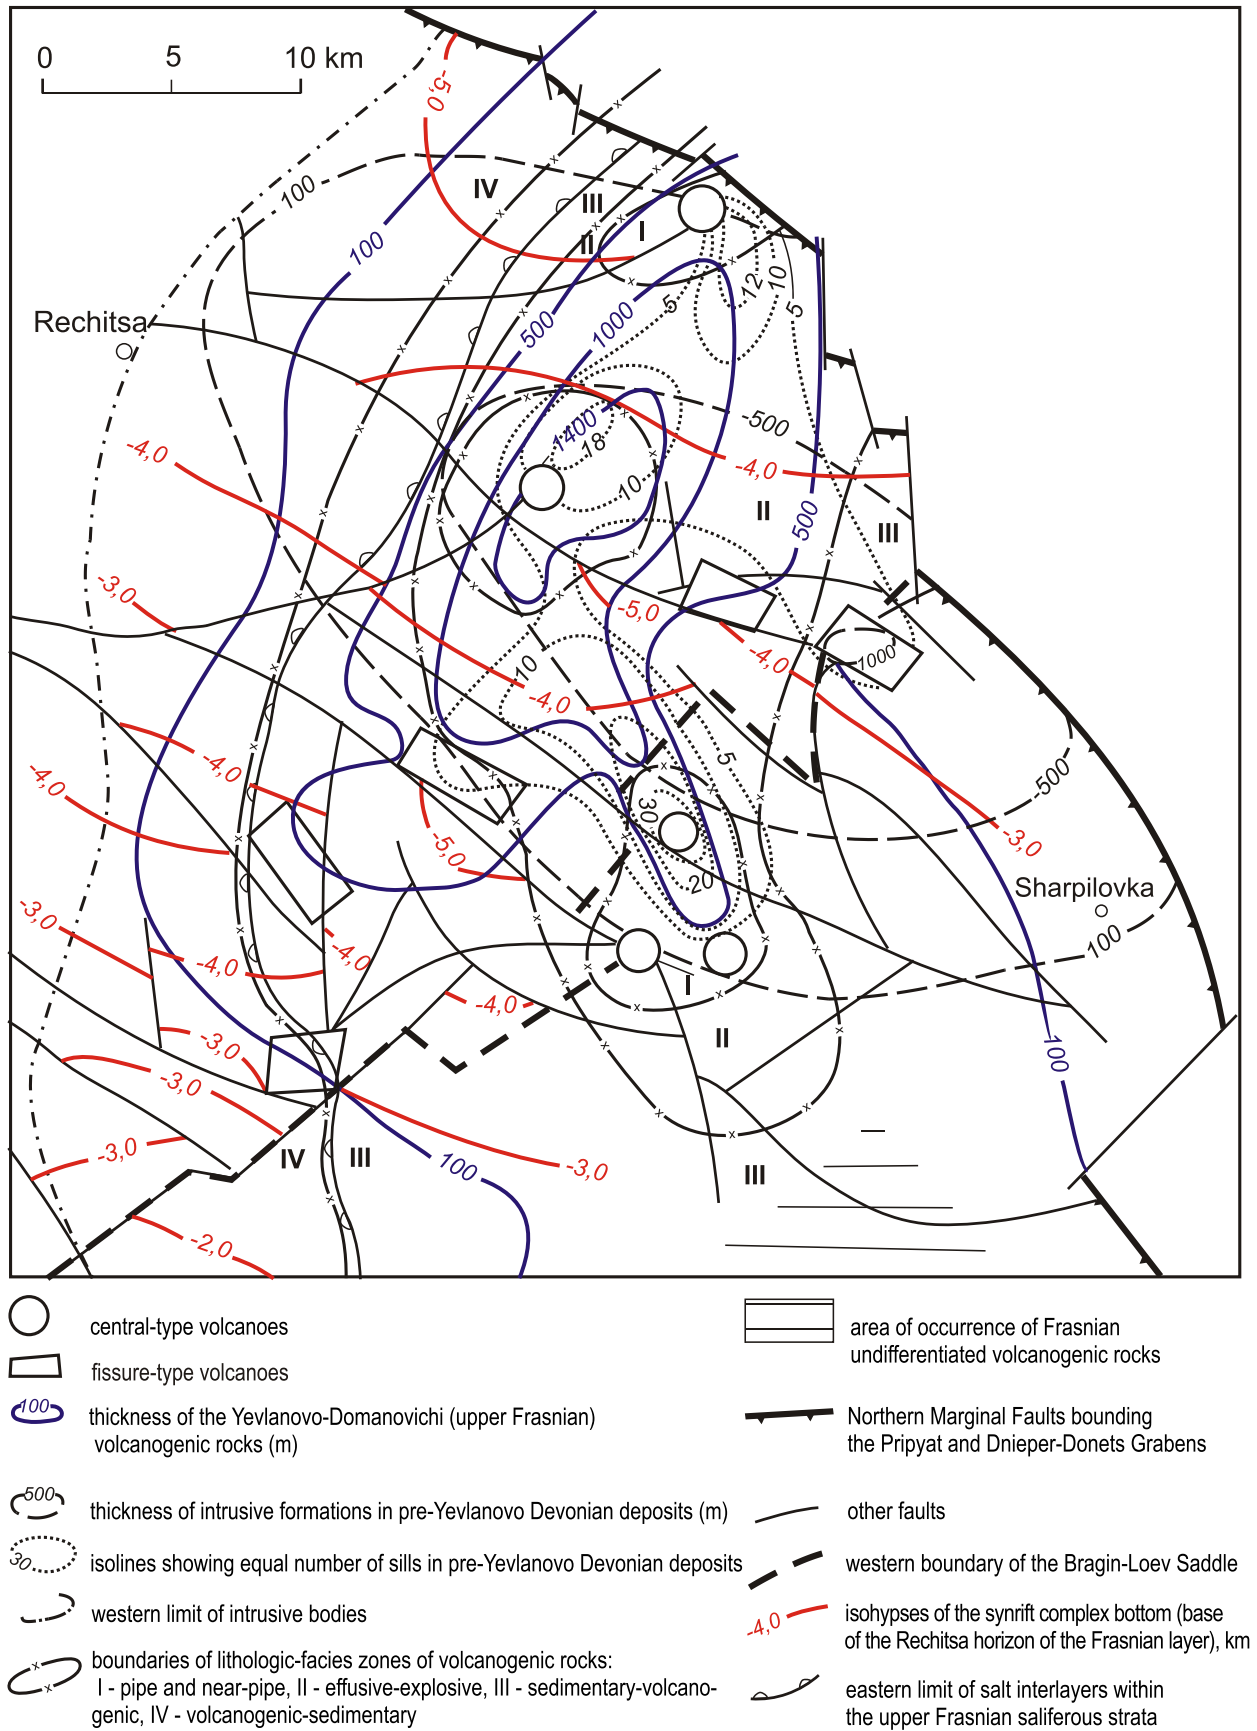 0 5 10 km
-5,0
100
IV
III
100
I
II
12
10
5
5
Rechitsa
500
1000
1400
-500
18
-4,0
-4,0
10
II
500
III
-3,0
-5,0
10
-4,0
1000
-4,0
-4,0
5
-4,0
-500
30
-5,0
-3,0
20
Sharpilovka
-3,0
-4,0
-4,0
100
I
-4,0
II
-3,0
100
-3,0
-3,0
IV
III
100
-3,0
III
-2,0
central-type volcanoes
fissure-type volcanoes
100
thickness of the Yevlanovo-Domanovichi (upper Frasnian)
volcanogenic rocks (m)
500
thickness of intrusive formations in pre-Yevlanovo Devonian deposits (m)
30
isolines showing equal number of sills in pre-Yevlanovo Devonian deposits
western limit of intrusive bodies
boundaries of lithologic-facies zones of volcanogenic rocks:
I - pipe and near-pipe, II - effusive-explosive, III - sedimentary-volcano-
genic, IV - volcanogenic-sedimentary
area of occurrence of Frasnian
undifferentiated volcanogenic rocks
Northern Marginal Faults bounding
the Pripyat and Dnieper-Donets Grabens
other faults
western boundary of the Bragin-Loev Saddle
-4,0
isohypses of the synrift complex bottom (base
of the Rechitsa horizon of the Frasnian layer), km
eastern limit of salt interlayers within
the upper Frasnian saliferous strata